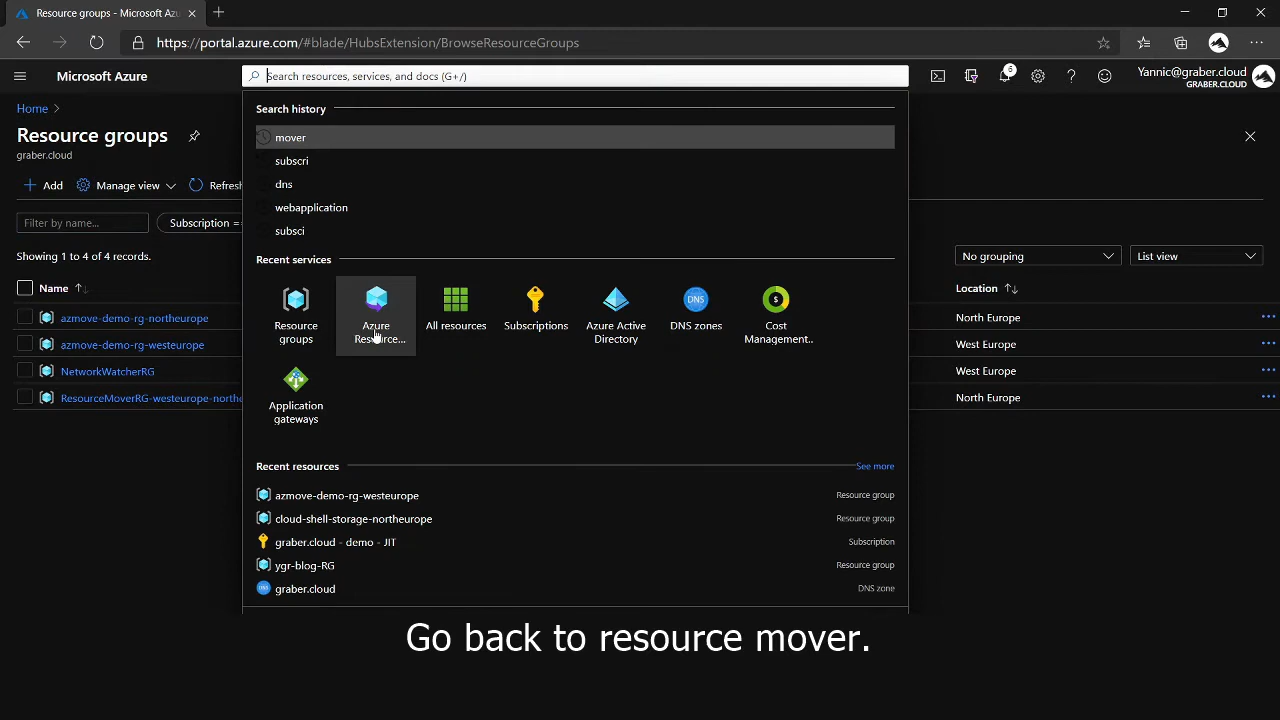 Resource groups - Microsoft Azu
https://portal.azure.com/#blade/HubsExtension/BrowseResourceGroups
Microsoft Azure
Search resources, services, and docs (G+/)
6
Yannic@graber.cloud
GRABER.CLOUD
Home
Resource groups
graber.cloud
Add
Manage view
Refresh
Filter by name...
Subscription ==
Showing 1 to 4 of 4 records.
No grouping
List view
Name
Location
azmove-demo-rg-northeurope
North Europe
azmove-demo-rg-westeurope
West Europe
NetworkWatcherRG
West Europe
ResourceMoverRG-westeurope-northe
North Europe
Search history
mover
subscri
dns
webapplication
subsci
Recent services
Resource groups
Azure Resource...
All resources
Subscriptions
Azure Active Directory
DNS zones
Cost Management..
Application gateways
Recent resources
See more
azmove-demo-rg-westeurope
Resource group
cloud-shell-storage-northeurope
Resource group
graber.cloud - demo - JIT
Subscription
ygr-blog-RG
Resource group
graber.cloud
DNS zone
Go back to resource mover.